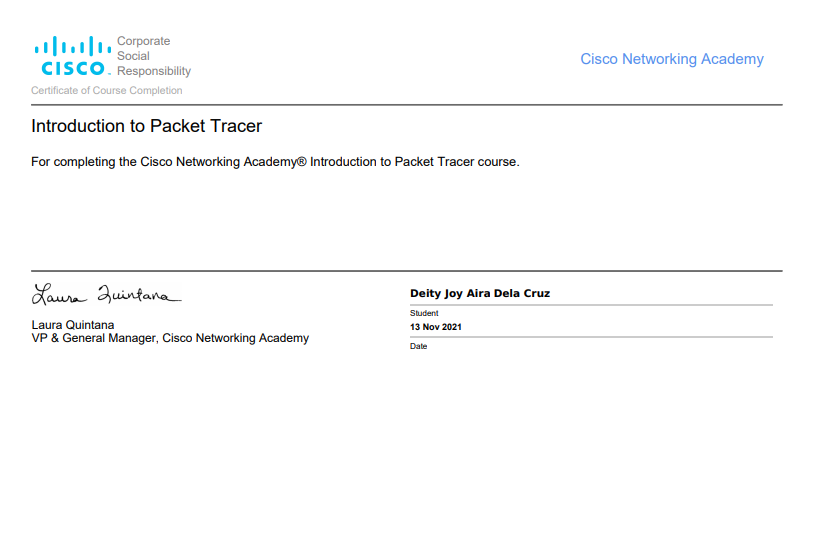 Corporate
Social
Responsibility
CISCO
Cisco Networking Academy
Certificate of Course Completion
Introduction to Packet Tracer
For completing the Cisco Networking Academy® Introduction to Packet Tracer course.
Laura Quintana
Laura Quintana
VP & General Manager, Cisco Networking Academy
Deity Joy Aira Dela Cruz
Student
13 Nov 2021
Date